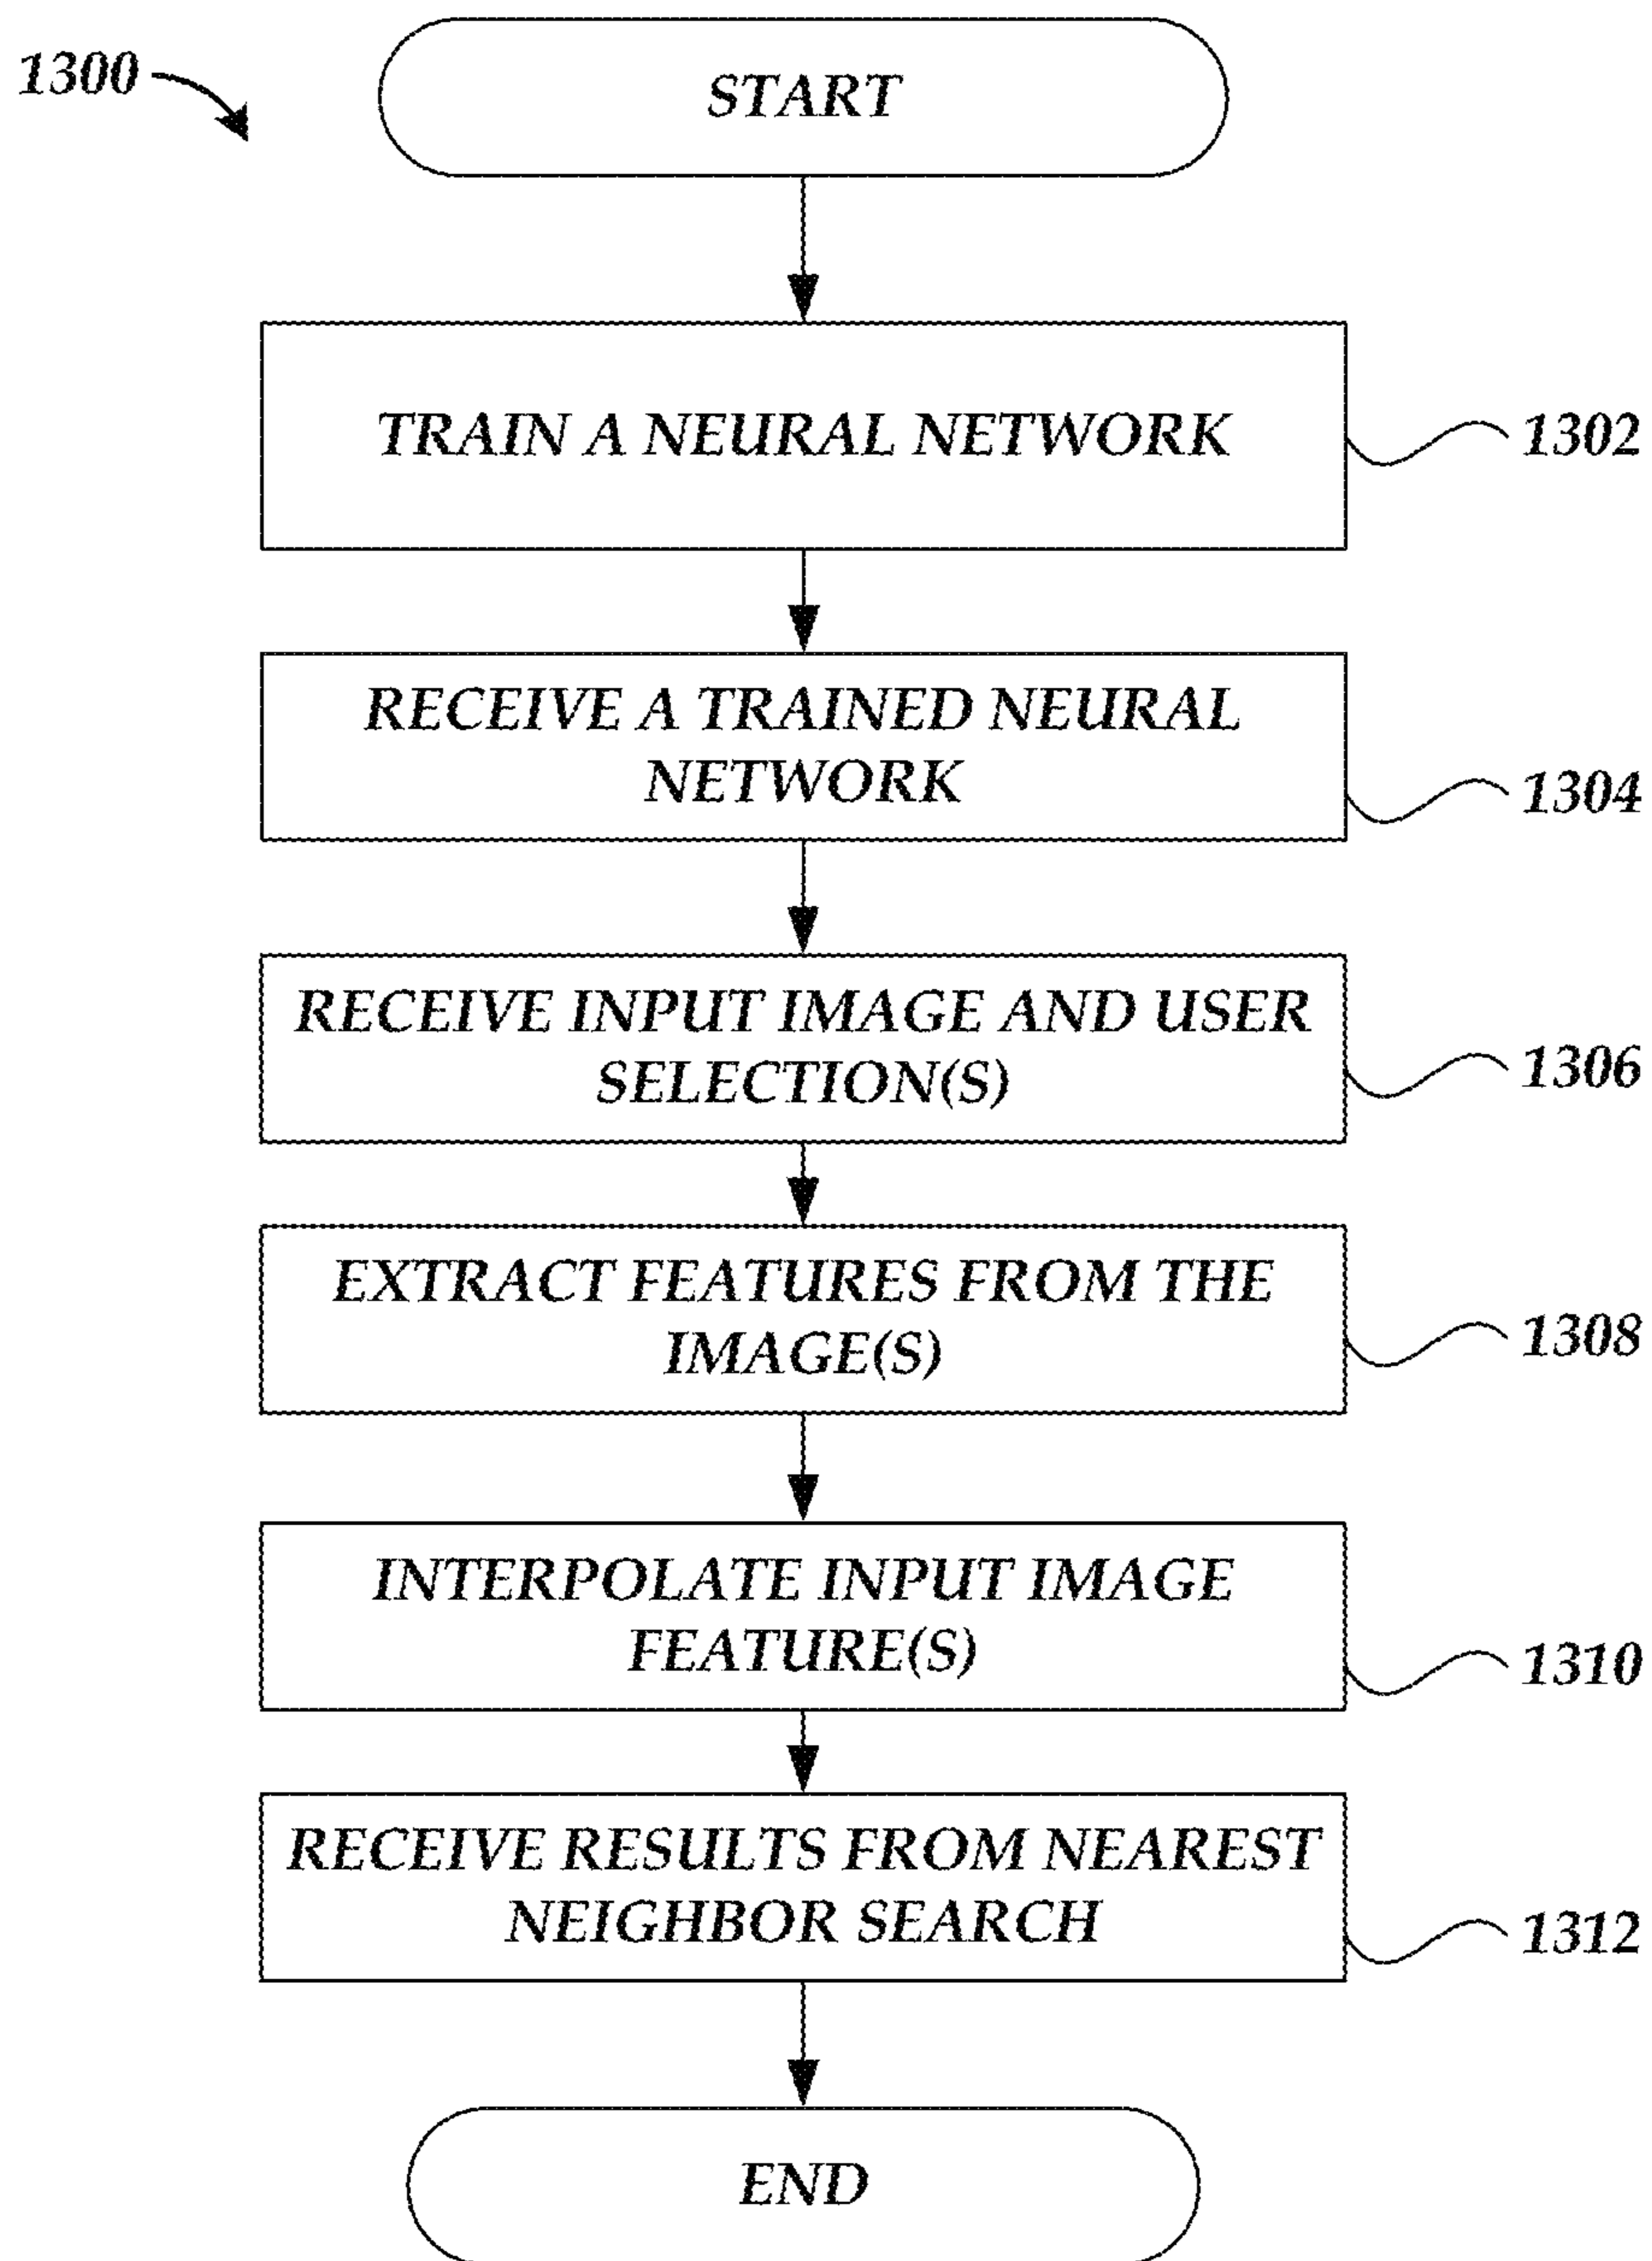 1300
START
TRAIN A NEURAL NETWORK
1302
RECEIVE A TRAINED NEURAL
NETWORK
1304
RECEIVE INPUT IMAGE AND USER
SELECTION(S)
1306
EXTRACT FEATURES FROM THE
IMAGE(S)
1308
INTERPOLATE INPUT IMAGE
FEATURE(S)
1310
RECEIVE RESULTS FROM NEAREST
NEIGHBOR SEARCH
1312
END